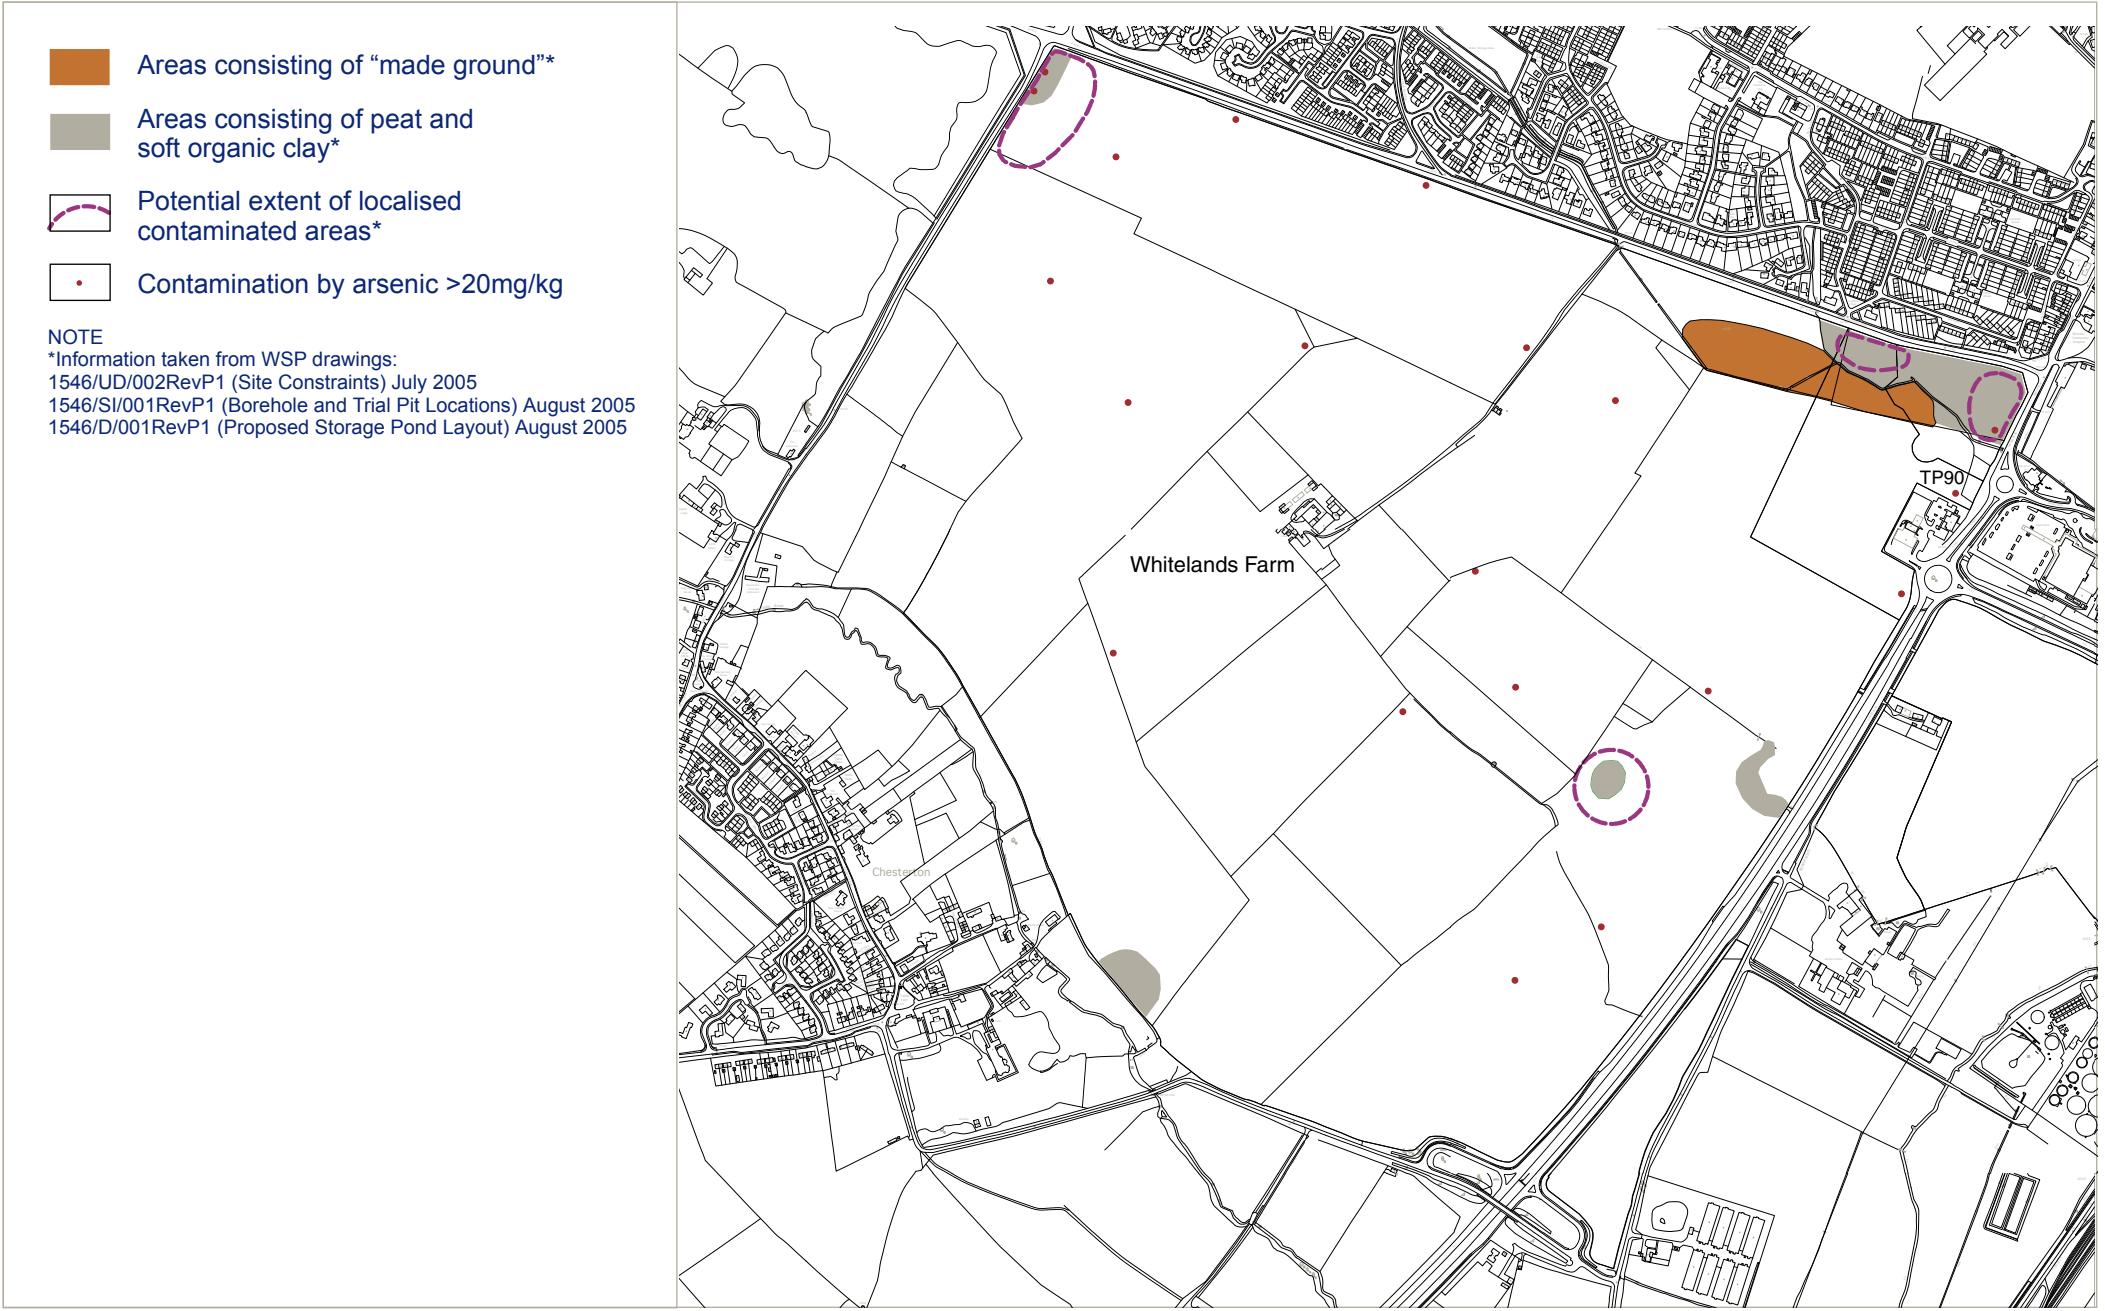 Areas consisting of “made ground”*
Areas consisting of peat and
soft organic clay*
Potential extent of localised
contaminated areas*
Contamination by arsenic >20mg/kg
NOTE
*Information taken from WSP drawings:
1546/UD/002RevP1 (Site Constraints) July 2005
1546/SI/001RevP1 (Borehole and Trial Pit Locations) August 2005
1546/D/001RevP1 (Proposed Storage Pond Layout) August 2005
TP90
Whitelands Farm
Chesterton